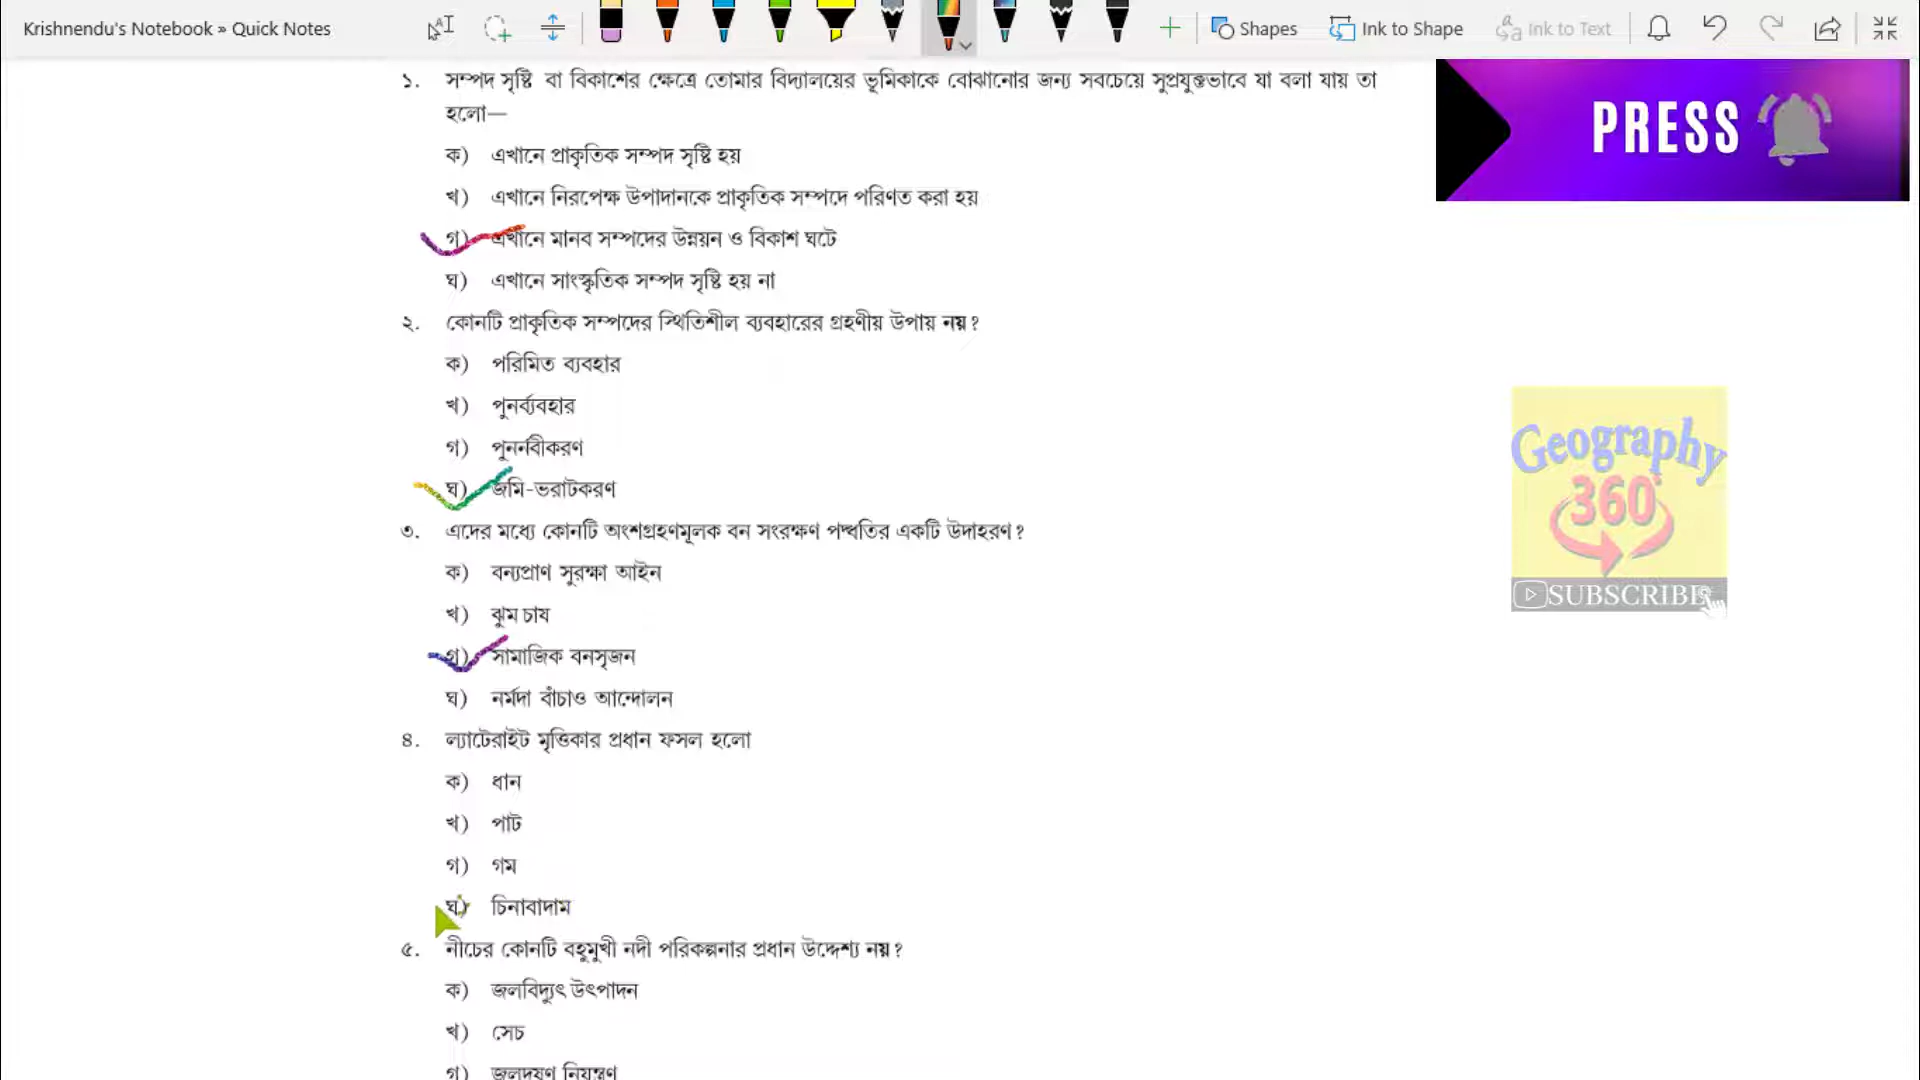 Krishnendu's Notebook » Quick Notes
Shapes
Ink to Shape
Ink to Text
১. সম্পদ সৃষ্টি বা বিকাশের ক্ষেত্রে তোমার বিদ্যালয়ের ভূমিকাকে বোঝানোর জন্য সবচেয়ে সুপ্রযুক্তভাবে যা বলা যায় তা
হলো—
ক) এখানে প্রাকৃতিক সম্পদ সৃষ্টি হয়
খ) এখানে নিরপেক্ষ উপাদানকে প্রাকৃতিক সম্পদে পরিণত করা হয়
গ) এখানে মানব সম্পদের উন্নয়ন ও বিকাশ ঘটে
ঘ) এখানে সাংস্কৃতিক সম্পদ সৃষ্টি হয় না
২. কোনটি প্রাকৃতিক সম্পদের স্থিতিশীল ব্যবহারের গ্রহণীয় উপায় নয়?
ক) পরিমিত ব্যবহার
খ) পুনর্ব্যবহার
গ) পুনর্নবীকরণ
ঘ) জমি-ভরাটকরণ
৩. এদের মধ্যে কোনটি অংশগ্রহণমূলক বন সংরক্ষণ পদ্ধতির একটি উদাহরণ?
ক) বন্যপ্রাণ সুরক্ষা আইন
খ) ঝুম চাষ
গ) সামাজিক বনসৃজন
ঘ) নর্মদা বাঁচাও আন্দোলন
৪. ল্যাটেরাইট মৃত্তিকার প্রধান ফসল হলো
ক) ধান
খ) পাট
গ) গম
ঘ) চিনাবাদাম
৫. নীচের কোনটি বহুমুখী নদী পরিকল্পনার প্রধান উদ্দেশ্য নয়?
ক) জলবিদ্যুৎ উৎপাদন
খ) সেচ
গ) জলদূষণ নিয়ন্ত্রণ
PRESS
Geography
360°
SUBSCRIBE